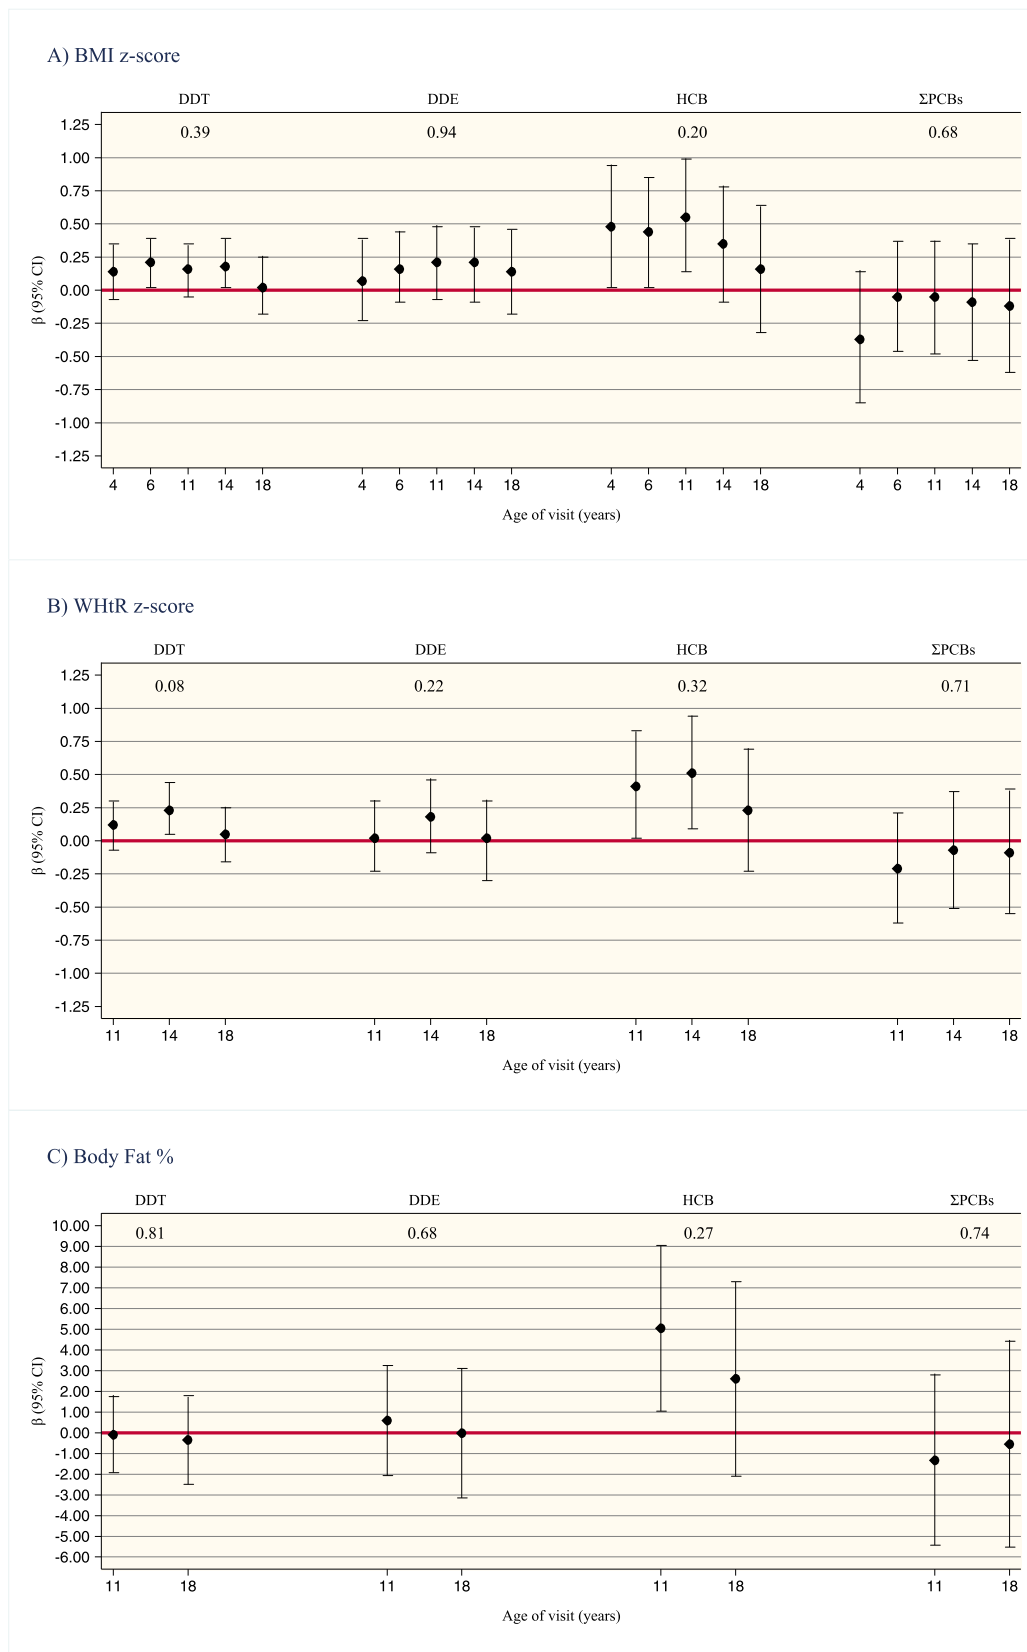 A) BMI z-score
DDT DDE HCB ΣPCBs
0.39 0.94 0.20 0.68
1.25
1.00
0.75
0.50
0.25
0.00
-0.25
-0.50
-0.75
-1.00
-1.25
β (95% CI)
4 6 11 14 18 4 6 11 14 18 4 6 11 14 18 4 6 11 14 18
Age of visit (years)
B) WHtR z-score
DDT DDE HCB ΣPCBs
0.08 0.22 0.32 0.71
1.25
1.00
0.75
0.50
0.25
0.00
-0.25
-0.50
-0.75
-1.00
-1.25
β (95% CI)
11 14 18 11 14 18 11 14 18 11 14 18
Age of visit (years)
C) Body Fat %
DDT DDE HCB ΣPCBs
0.81 0.68 0.27 0.74
10.00
9.00
8.00
7.00
6.00
5.00
4.00
3.00
2.00
1.00
0.00
-1.00
-2.00
-3.00
-4.00
-5.00
-6.00
β (95% CI)
11 18 11 18 11 18 11 18
Age of visit (years)